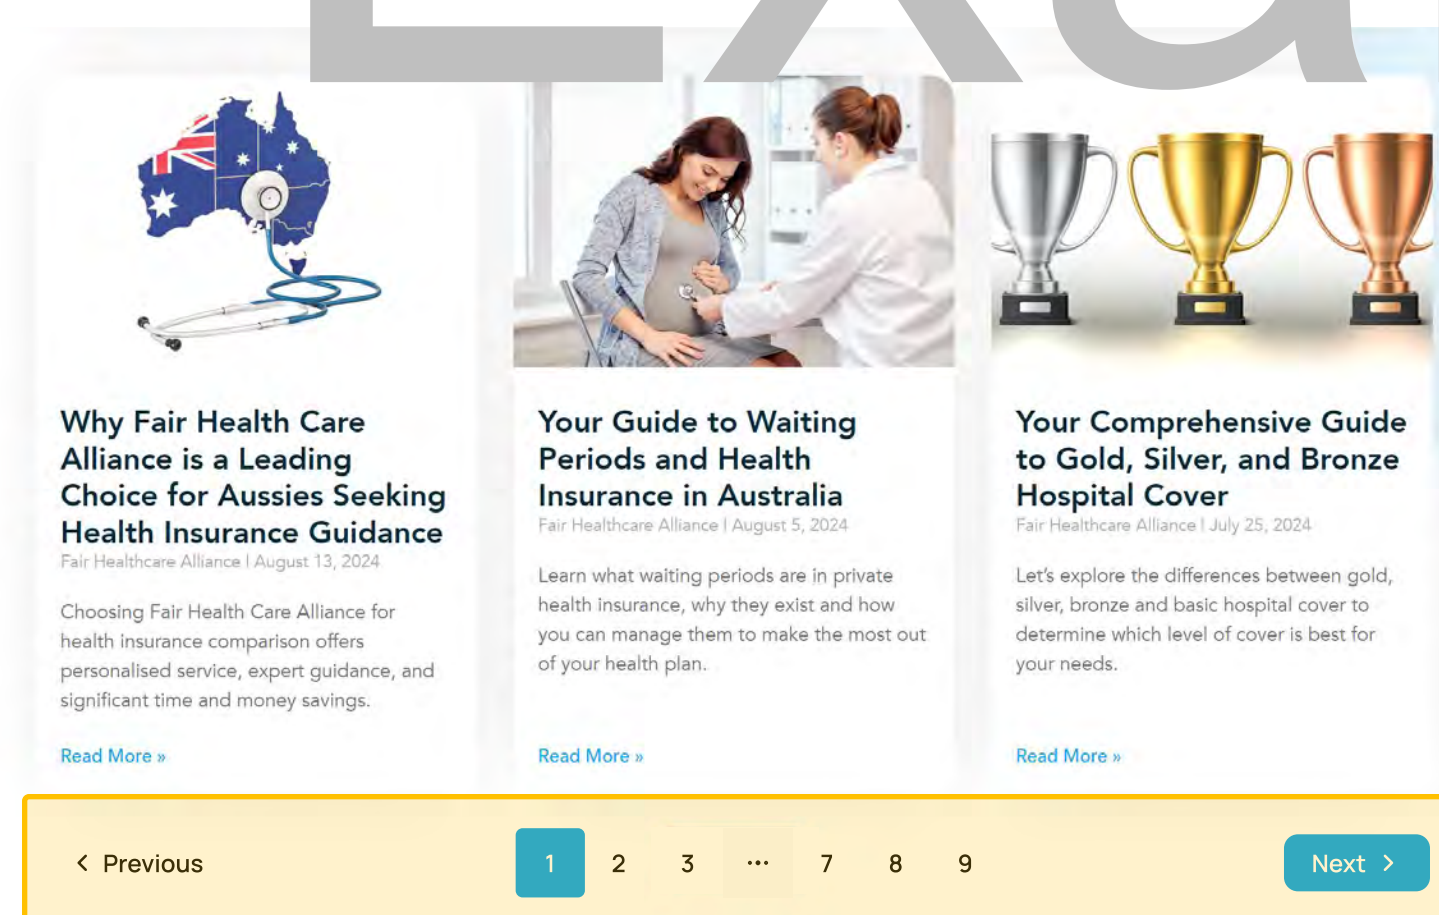 Exa
Why Fair Health Care
Alliance is a Leading
Choice for Aussies Seeking
Health Insurance Guidance
Fair Healthcare Alliance | August 13, 2024
Choosing Fair Health Care Alliance for
health insurance comparison offers
personalised service, expert guidance, and
significant time and money savings.
Read More »
Your Guide to Waiting
Periods and Health
Insurance in Australia
Fair Healthcare Alliance | August 5, 2024
Learn what waiting periods are in private
health insurance, why they exist and how
you can manage them to make the most out
of your health plan.
Read More »
Your Comprehensive Guide
to Gold, Silver, and Bronze
Hospital Cover
Fair Healthcare Alliance | July 25, 2024
Let's explore the differences between gold,
silver, bronze and basic hospital cover to
determine which level of cover is best for
your needs.
Read More »
‹ Previous 1 2 3 ··· 7 8 9 Next ›